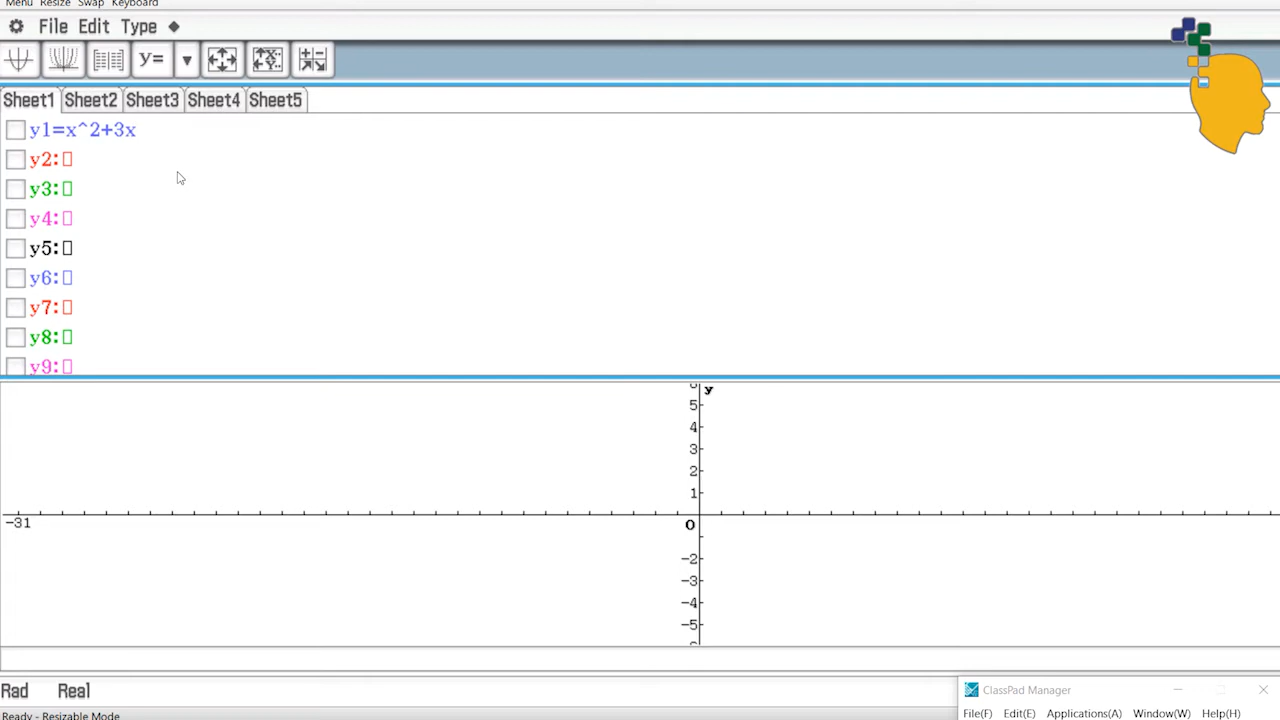 Menu Resize Swap Keyboard
File Edit Type
y=
Sheet1 Sheet2 Sheet3 Sheet4 Sheet5
y1=x^2+3x
y2:
y3:
y4:
y5:
y6:
y7:
y8:
y9:
6 y
5
4
3
2
1
-31 0
-2
-3
-4
-5
Rad Real
ClassPad Manager
File(F) Edit(E) Applications(A) Window(W) Help(H)
Ready - Resizable Mode